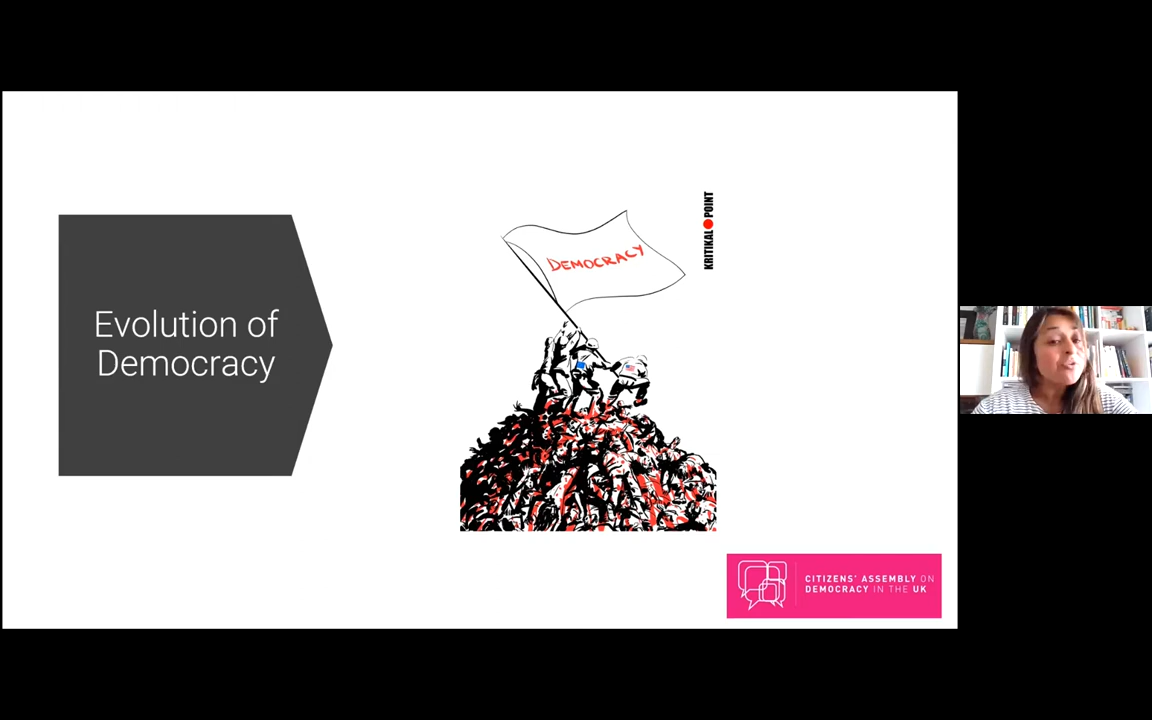 Evolution of
Democracy
DEMOCRACY
KRITIKAL POINT
CITIZENS' ASSEMBLY ON
DEMOCRACY IN THE UK